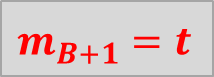 m_{B+1} = t